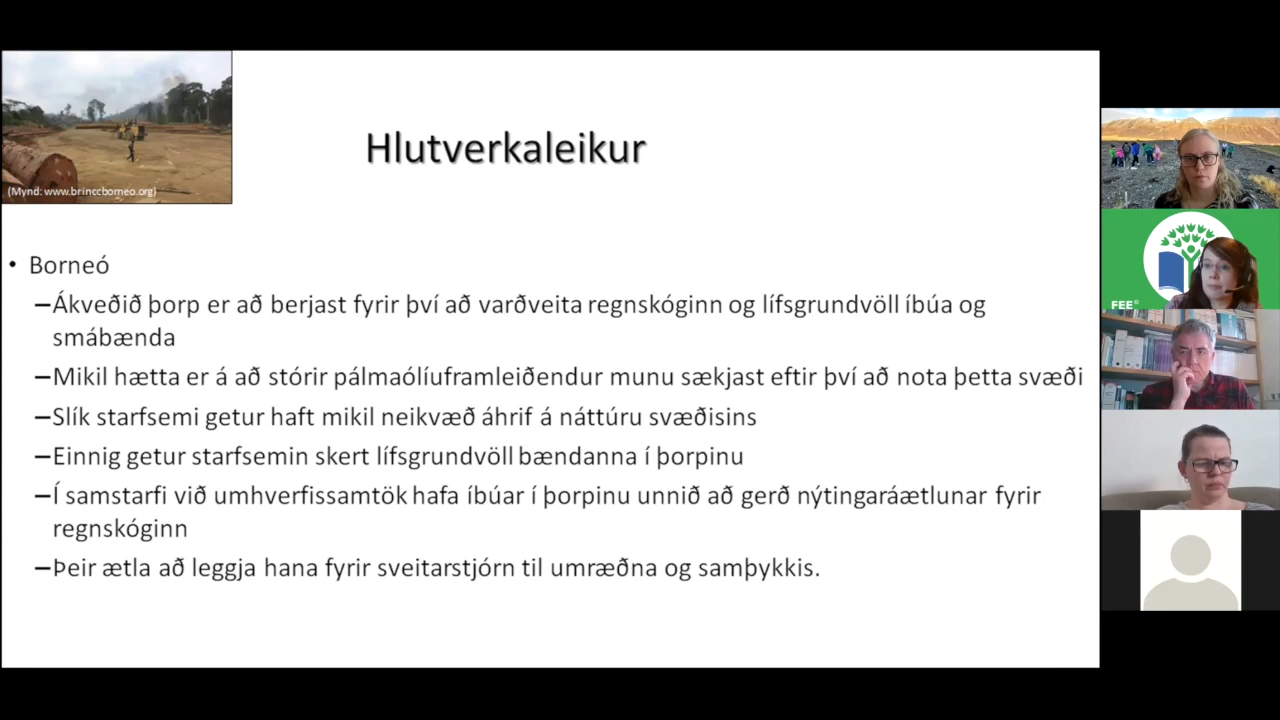 (Mynd: www.brinccborneo.org)
Hlutverkaleikur
• Borneó
–Ákveðið þorp er að berjast fyrir því að varðveita regnskóginn og lífsgrundvöll íbúa og
smábænda
–Mikil hætta er á að stórir pálmaólíuframleiðendur munu sækjast eftir því að nota þetta svæði
–Slík starfsemi getur haft mikil neikvæð áhrif á náttúru svæðisins
–Einnig getur starfsemin skert lífsgrundvöll bændanna í þorpinu
–Í samstarfi við umhverfissamtök hafa íbúar í þorpinu unnið að gerð nýtingaráætlunar fyrir
regnskóginn
–Þeir ætla að leggja hana fyrir sveitarstjórn til umræðna og samþykkis.
FEE®